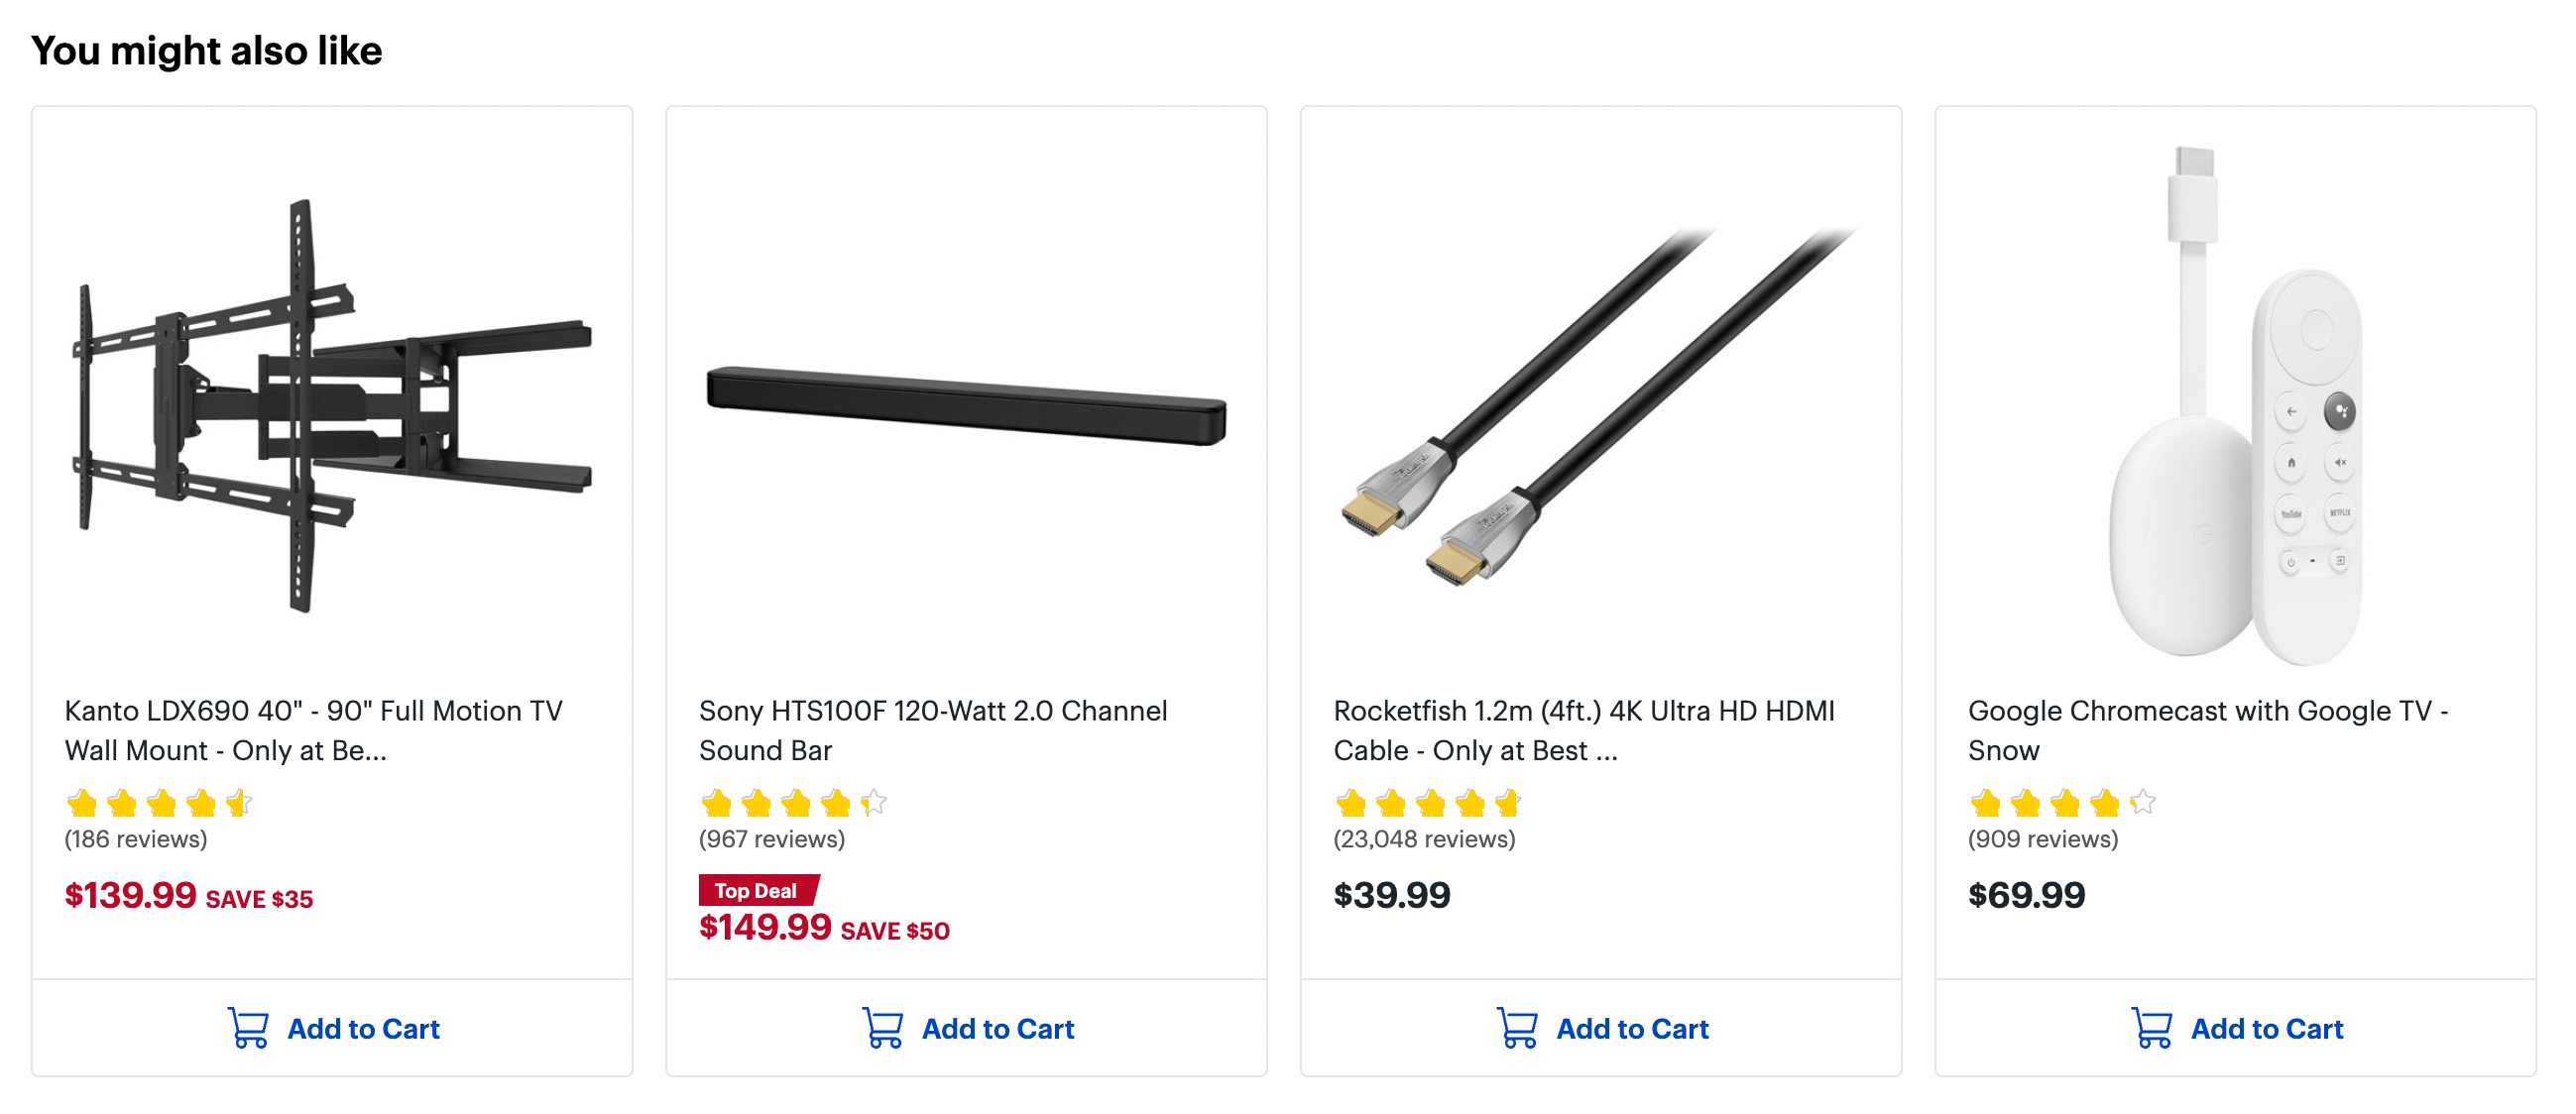 You might also like
Kanto LDX690 40" - 90" Full Motion TV
Wall Mount - Only at Be...
(186 reviews)
$139.99 SAVE $35
Add to Cart
Sony HTS100F 120-Watt 2.0 Channel
Sound Bar
(967 reviews)
Top Deal
$149.99 SAVE $50
Add to Cart
Rocketfish 1.2m (4ft.) 4K Ultra HD HDMI
Cable - Only at Best ...
(23,048 reviews)
$39.99
Add to Cart
YouTube NETFLIX
Google Chromecast with Google TV -
Snow
(909 reviews)
$69.99
Add to Cart